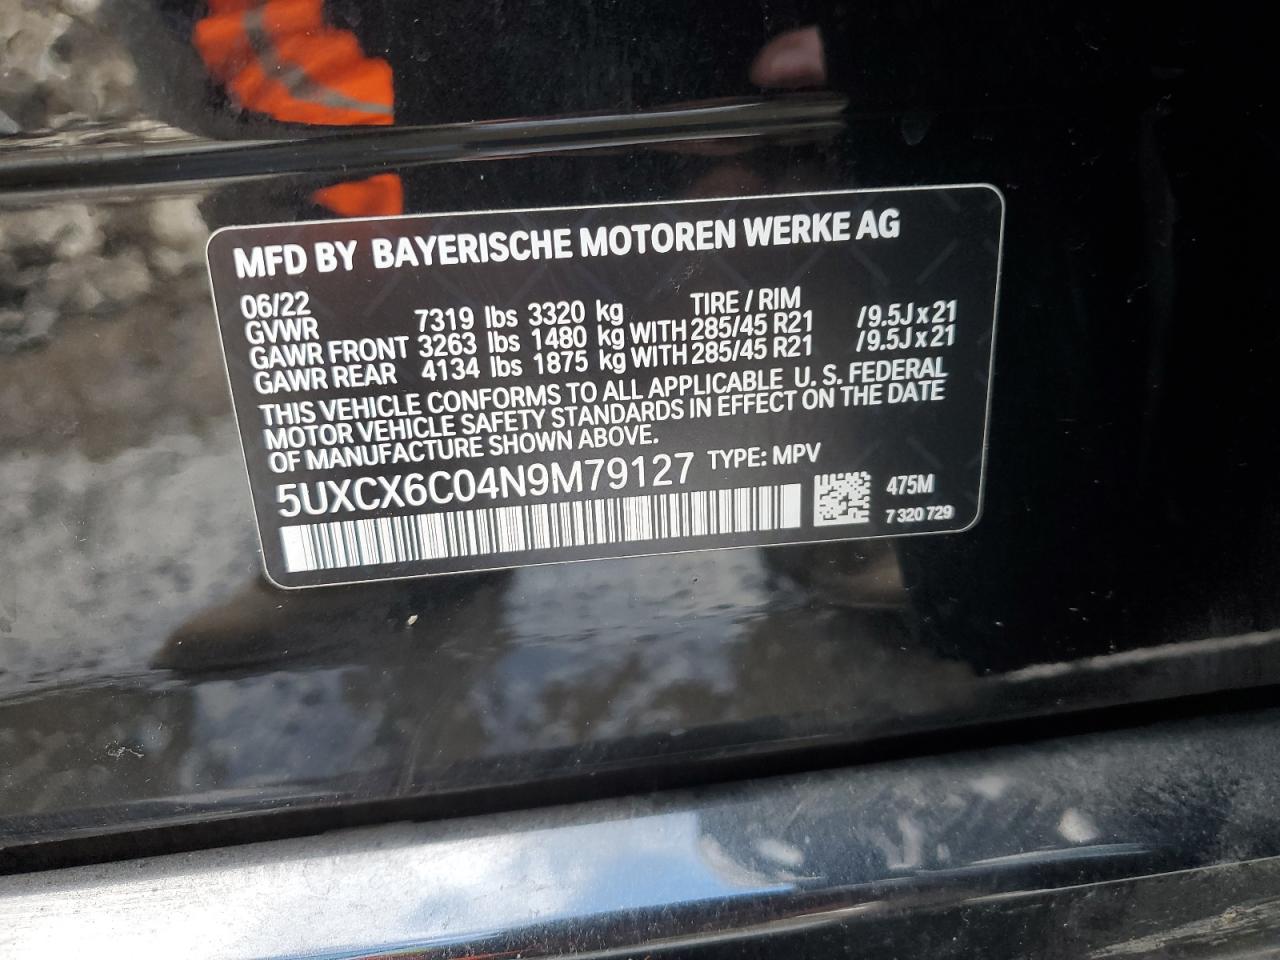 MFD BY BAYERISCHE MOTOREN WERKE AG
06/22 TIRE / RIM
GVWR 7319 lbs 3320 kg
GAWR FRONT 3263 lbs 1480 kg WITH 285/45 R21 /9.5J x 21
GAWR REAR 4134 lbs 1875 kg WITH 285/45 R21 /9.5J x 21
THIS VEHICLE CONFORMS TO ALL APPLICABLE U. S. FEDERAL
MOTOR VEHICLE SAFETY STANDARDS IN EFFECT ON THE DATE
OF MANUFACTURE SHOWN ABOVE.
5UXCX6C04N9M79127 TYPE: MPV
475M
7 320 729